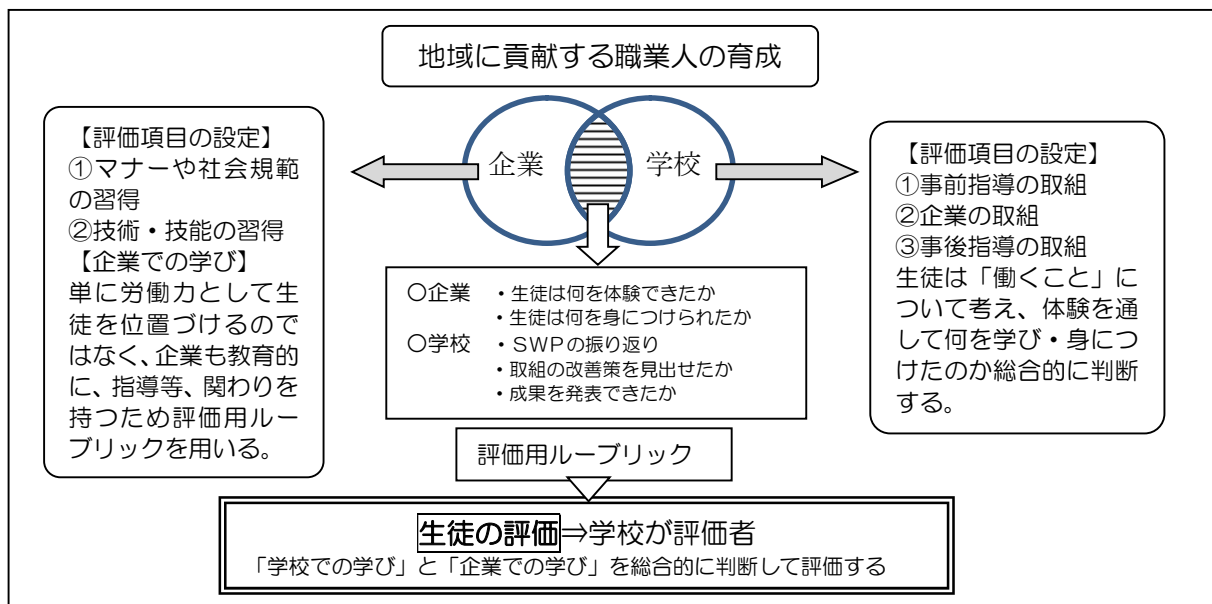 地域に貢献する職業人の育成
【評価項目の設定】
①マナーや社会規範
の習得
②技術・技能の習得
【企業での学び】
単に労働力として生
徒を位置づけるので
はなく、企業も教育的
に、指導等、関わりを
持つため評価用ルー
ブリックを用いる。
企業
学校
【評価項目の設定】
①事前指導の取組
②企業の取組
③事後指導の取組
生徒は「働くこと」に
ついて考え、体験を通
して何を学び・身につ
けたのか総合的に判断
する。
〇企業 ・生徒は何を体験できたか
・生徒は何を身につけられたか
〇学校 ・ＳＷＰの振り返り
・取組の改善策を見出せたか
・成果を発表できたか
評価用ルーブリック
生徒の評価⇒学校が評価者
「学校での学び」と「企業での学び」を総合的に判断して評価する